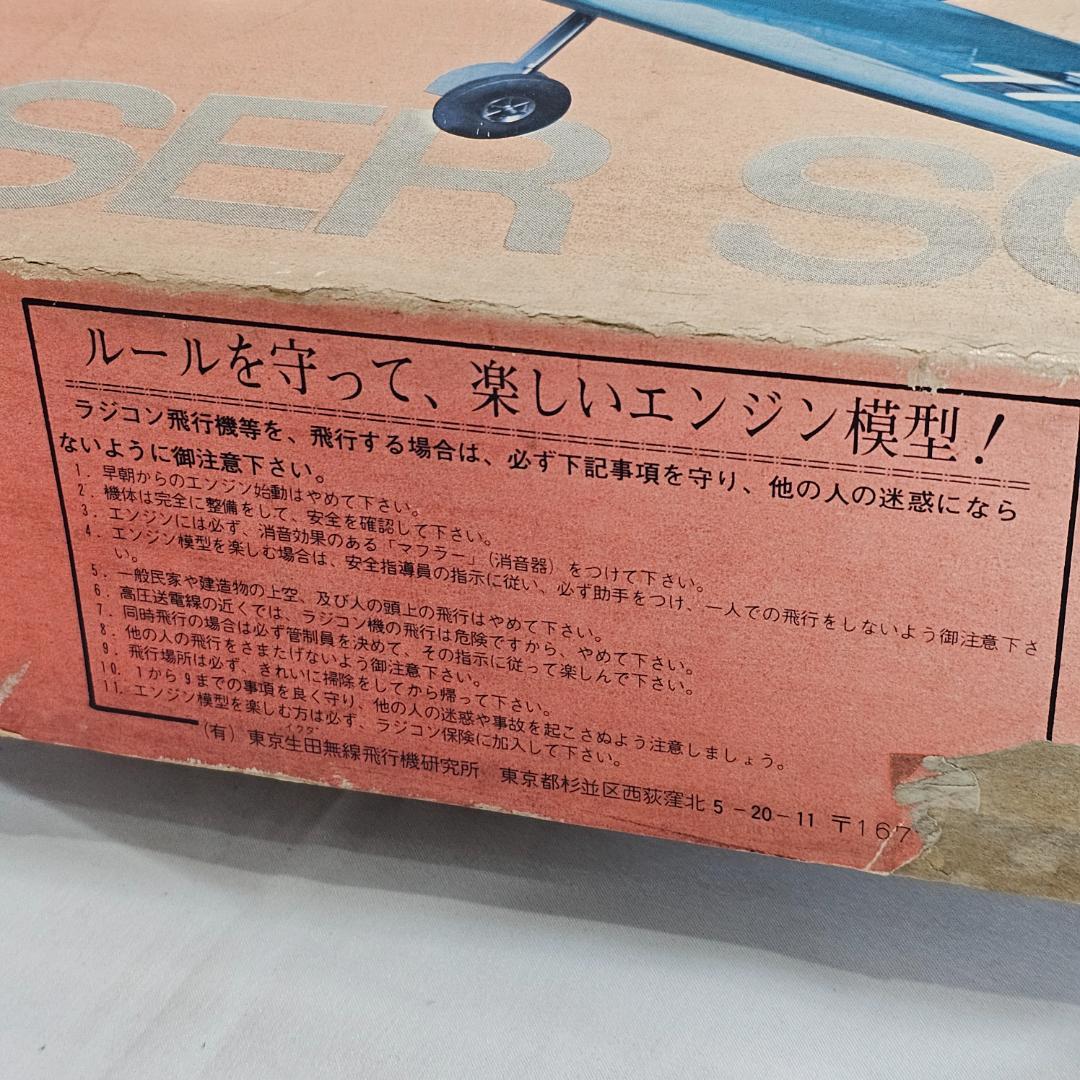 SER SC
ルールを守って、楽しいエンジン模型!
ラジコン飛行機等を、飛行する場合は、必ず下記事項を守り、他の人の迷惑になら
ないように御注意下さい。
1. 早朝からのエンジン始動はやめて下さい。
2. 機体は完全に整備をして、安全を確認して下さい。
3. エンジンには必ず、消音効果のある「マフラー」(消音器)をつけて下さい。
4. エンジン模型を楽しむ場合は、安全指導員の指示に従い、必ず助手をつけ、一人での飛行をしないよう御注意下さ
い。
5. 一般民家や建造物の上空、及び人の頭上の飛行はやめて下さい。
6. 高圧送電線の近くでは、ラジコン機の飛行は危険ですから、やめて下さい。
7. 同時飛行の場合は必ず管制員を決めて、その指示に従って楽しんで下さい。
8. 他の人の飛行をさまたげないよう御注意下さい。
9. 飛行場所は必ず、きれいに掃除をしてから帰って下さい。
10. 1から9までの事項を良く守り、他の人の迷惑や事故を起こさぬよう注意しましょう。
11. エンジン模型を楽しむ方は必ず、ラジコン保険に加入して下さい。
イクタ
(有) 東京生田無線飛行機研究所 東京都杉並区西荻窪北5-20-11 〒167